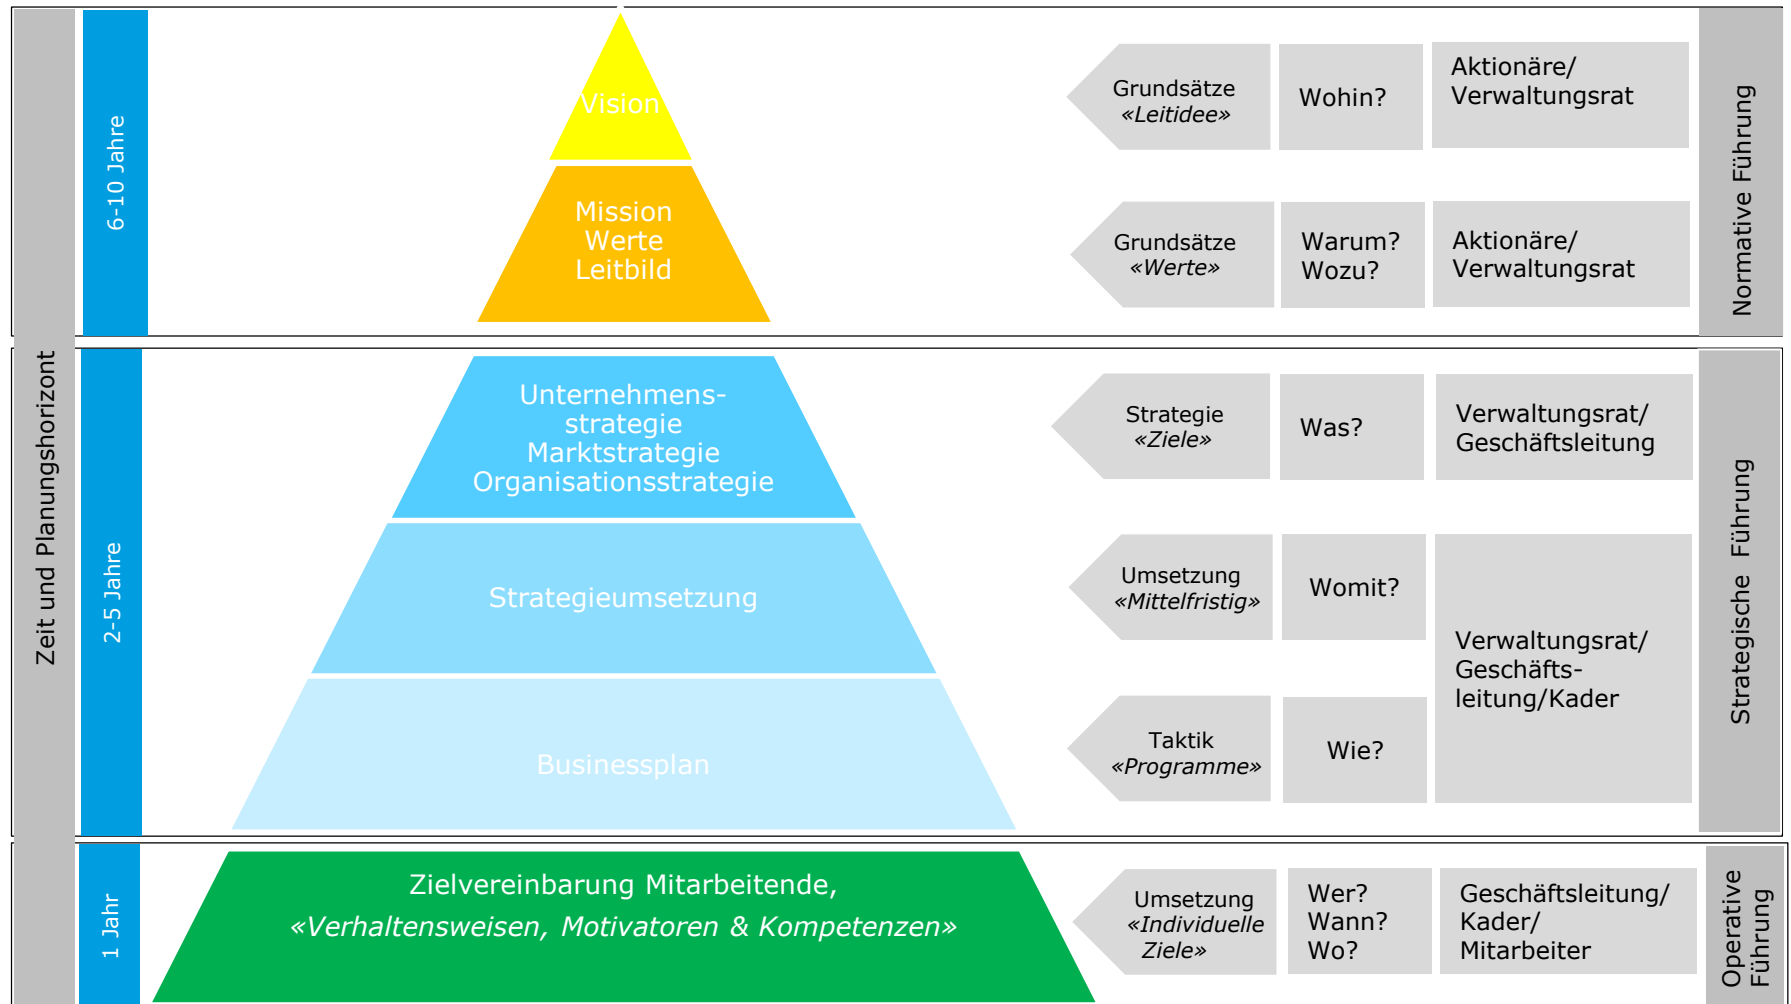 Zeit und Planungshorizont
6-10 Jahre
Vision
Grundsätze
«Leitidee»
Wohin?
Aktionäre/
Verwaltungsrat
Mission
Werte
Leitbild
Grundsätze
«Werte»
Warum?
Wozu?
Aktionäre/
Verwaltungsrat
Normative Führung
2-5 Jahre
Unternehmens-
strategie
Marktstrategie
Organisationsstrategie
Strategie
«Ziele»
Was?
Verwaltungsrat/
Geschäftsleitung
Strategieumsetzung
Umsetzung
«Mittelfristig»
Womit?
Verwaltungsrat/
Geschäfts-
leitung/Kader
Businessplan
Taktik
«Programme»
Wie?
Strategische Führung
1 Jahr
Zielvereinbarung Mitarbeitende,
«Verhaltensweisen, Motivatoren & Kompetenzen»
Umsetzung
«Individuelle
Ziele»
Wer?
Wann?
Wo?
Geschäftsleitung/
Kader/
Mitarbeiter
Operative
Führung